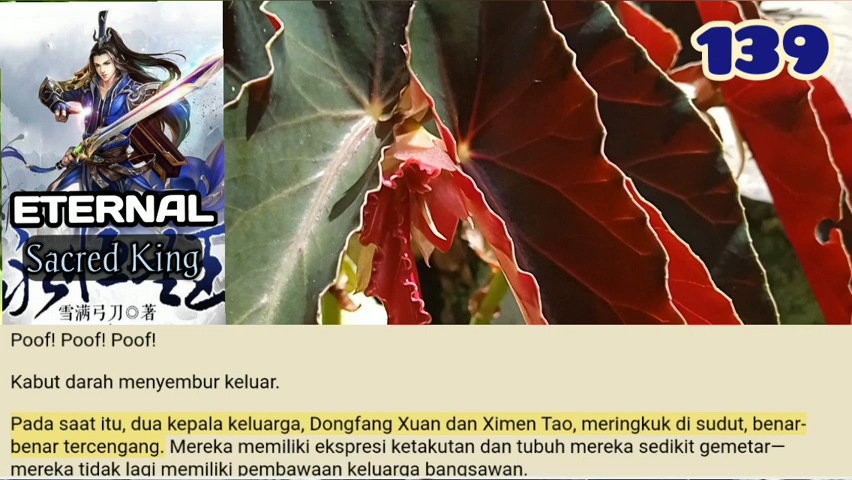 139
ETERNAL
Sacred King
雪满弓刀◎著
Poof! Poof! Poof!
Kabut darah menyembur keluar.
Pada saat itu, dua kepala keluarga, Dongfang Xuan dan Ximen Tao, meringkuk di sudut, benar-
benar tercengang. Mereka memiliki ekspresi ketakutan dan tubuh mereka sedikit gemetar—
mereka tidak lagi memiliki pembawaan keluarga bangsawan.